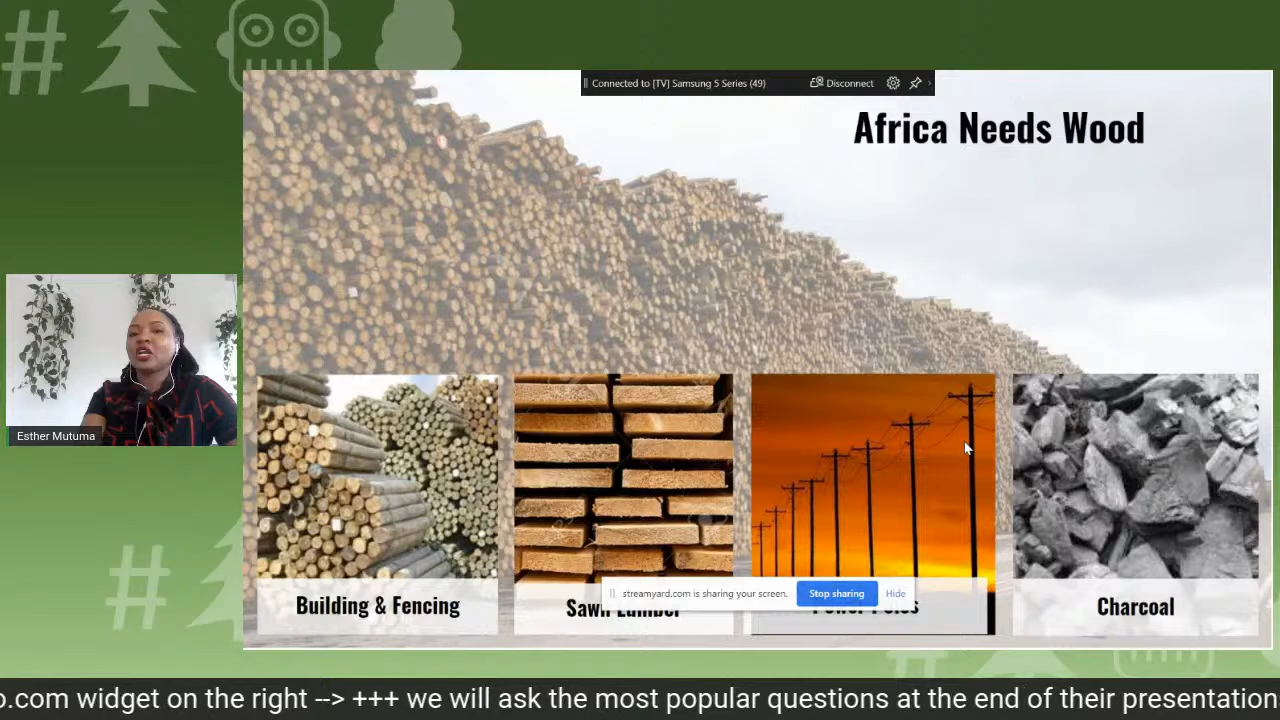 Connected to [TV] Samsung 5 Series (49)
Disconnect
Africa Needs Wood
Esther Mutuma
Building & Fencing
Sawn Lumber
Power Poles
Charcoal
streamyard.com is sharing your screen.
Stop sharing
Hide
o.com widget on the right --> +++ we will ask the most popular questions at the end of their presentation